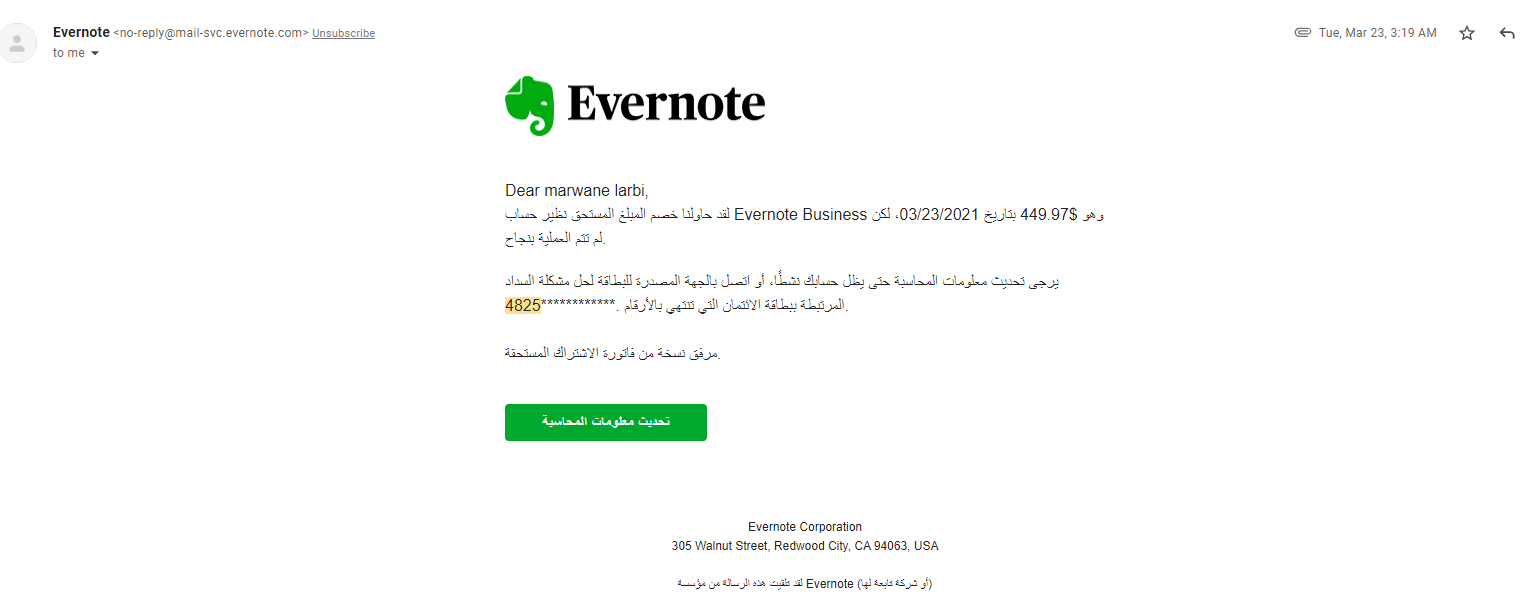 Evernote <no-reply@mail-svc.evernote.com> Unsubscribe
Tue, Mar 23, 3:19 AM
to me
Evernote
Dear marwane larbi,
لقد حاولنا خصم المبلغ المستحق نظير حساب Evernote Business وهو $449.97 بتاريخ 03/23/2021، لكن
لم تتم العملية بنجاح.
يرجى تحديث معلومات المحاسبة حتى يظل حسابك نشطًا، أو اتصل بالجهة المصدرة للبطاقة لحل مشكلة السداد
المرتبطة ببطاقة الائتمان التي تنتهي بالأرقام .************4825.
مرفق نسخة من فاتورة الاشتراك المستحقة.
تحديث معلومات المحاسبة
Evernote Corporation
305 Walnut Street, Redwood City, CA 94063, USA
لقد تلقيت هذه الرسالة من مؤسسة Evernote (أو شركة تابعة لها)